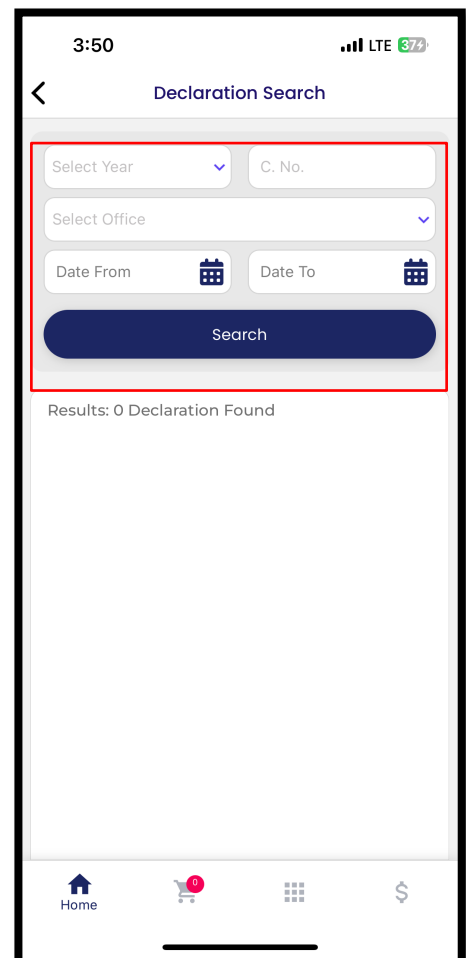 3:50 LTE 37
Declaration Search
Select Year C. No.
Select Office
Date From Date To
Search
Results: 0 Declaration Found
0
Home